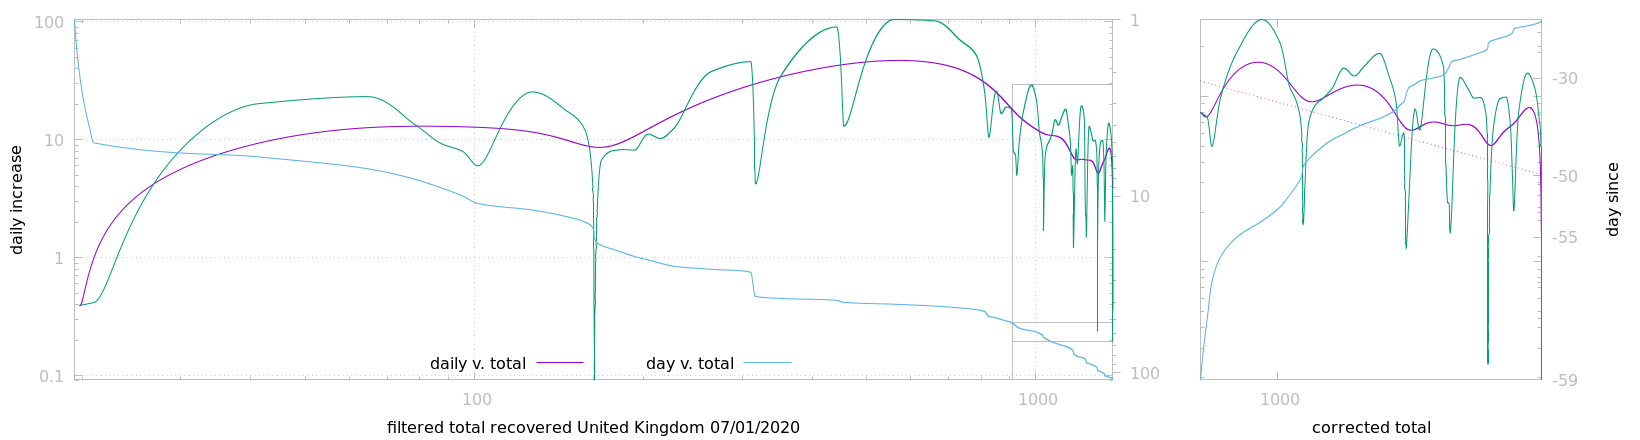 100
10
1
0.1
daily increase
daily v. total
day v. total
100
1000
filtered total recovered United Kingdom 07/01/2020
1
10
100
1000
corrected total
-30
-50
-55
-59
day since